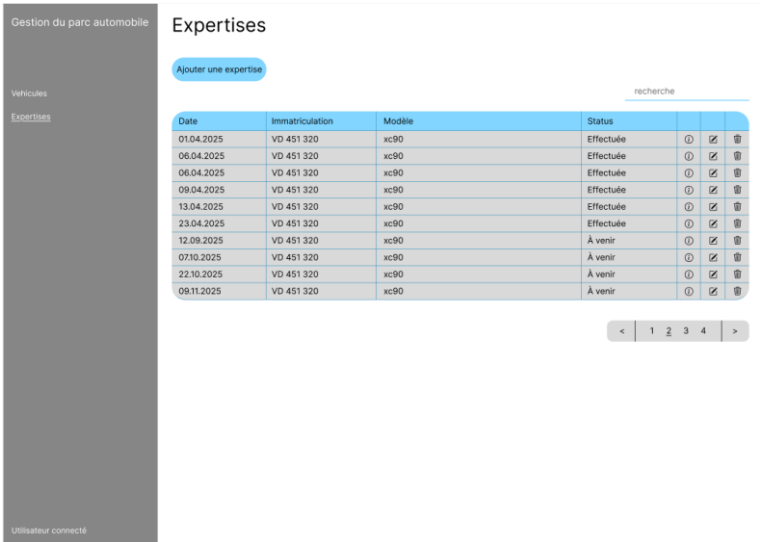 Gestion du parc automobile
Expertises
Ajouter une expertise
recherche
Vehicules
Expertises
Date Immatriculation Modèle Status
01.04.2025 VD 451 320 xc90 Effectuée
06.04.2025 VD 451 320 xc90 Effectuée
06.04.2025 VD 451 320 xc90 Effectuée
09.04.2025 VD 451 320 xc90 Effectuée
13.04.2025 VD 451 320 xc90 Effectuée
23.04.2025 VD 451 320 xc90 Effectuée
12.09.2025 VD 451 320 xc90 À venir
07.10.2025 VD 451 320 xc90 À venir
22.10.2025 VD 451 320 xc90 À venir
09.11.2025 VD 451 320 xc90 À venir
< 1 2 3 4 >
Utilisateur connecté